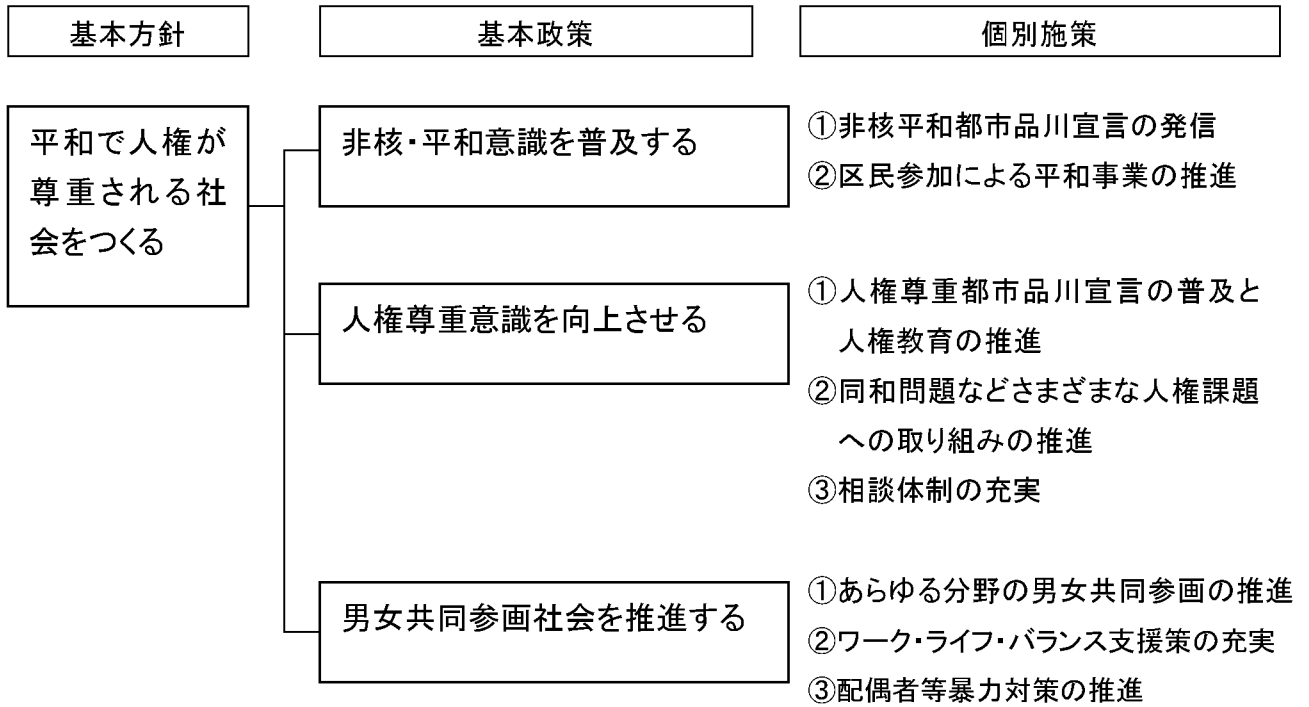 基本方針
基本政策
個別施策
平和で人権が
尊重される社
会をつくる
非核・平和意識を普及する
①非核平和都市品川宣言の発信
②区民参加による平和事業の推進
人権尊重意識を向上させる
①人権尊重都市品川宣言の普及と
人権教育の推進
②同和問題などさまざまな人権課題
への取り組みの推進
③相談体制の充実
男女共同参画社会を推進する
①あらゆる分野の男女共同参画の推進
②ワーク・ライフ・バランス支援策の充実
③配偶者等暴力対策の推進